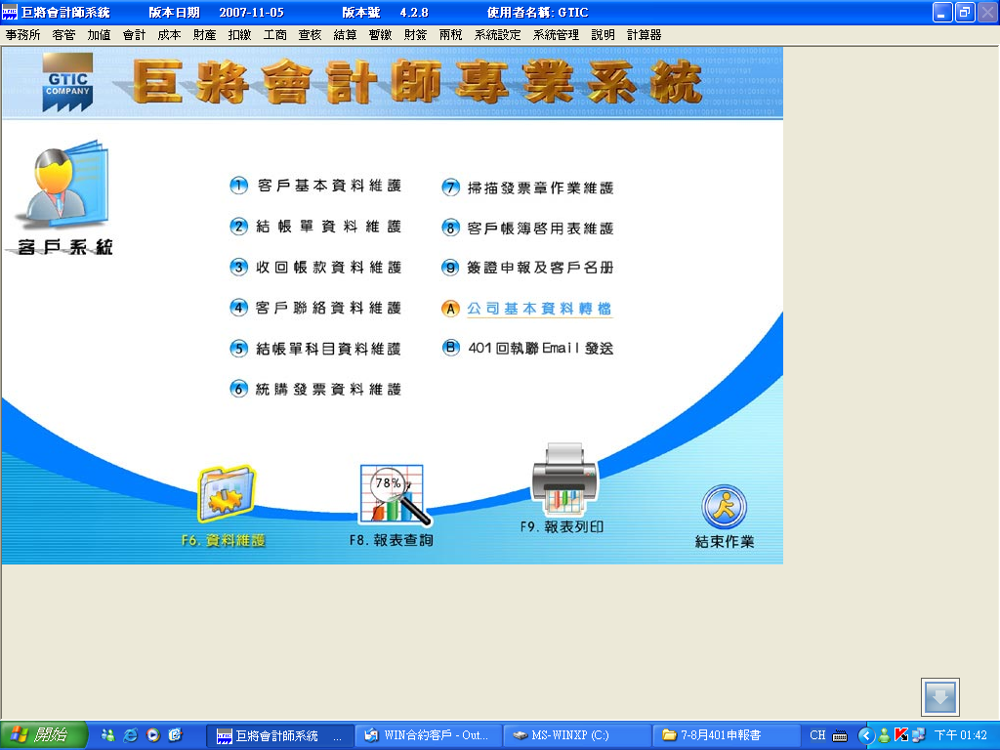 巨將會計師系統 版本日期 2007-11-05 版本號 4.2.8 使用者名稱: GTIC
事務所 客管 加值 會計 成本 財產 扣繳 工商 查核 結算 暫繳 財簽 兩稅 系統設定 系統管理 說明 計算器
GTIC
COMPANY
巨將會計師專業系統
客戶系統
1 客戶基本資料維護
2 結帳單資料維護
3 收回帳款資料維護
4 客戶聯絡資料維護
5 結帳單科目資料維護
6 統購發票資料維護
7 掃描發票章作業維護
8 客戶帳簿啓用表維護
9 簽證申報及客戶名册
A 公司基本資料轉檔
B 401回執聯Email發送
78%
F6. 資料維護
F8. 報表查詢
F9. 報表列印
結束作業
開始
巨將會計師系統 ...
WIN合約客戶 - Out...
MS-WINXP (C:)
7-8月401申報書
CH
下午 01:42